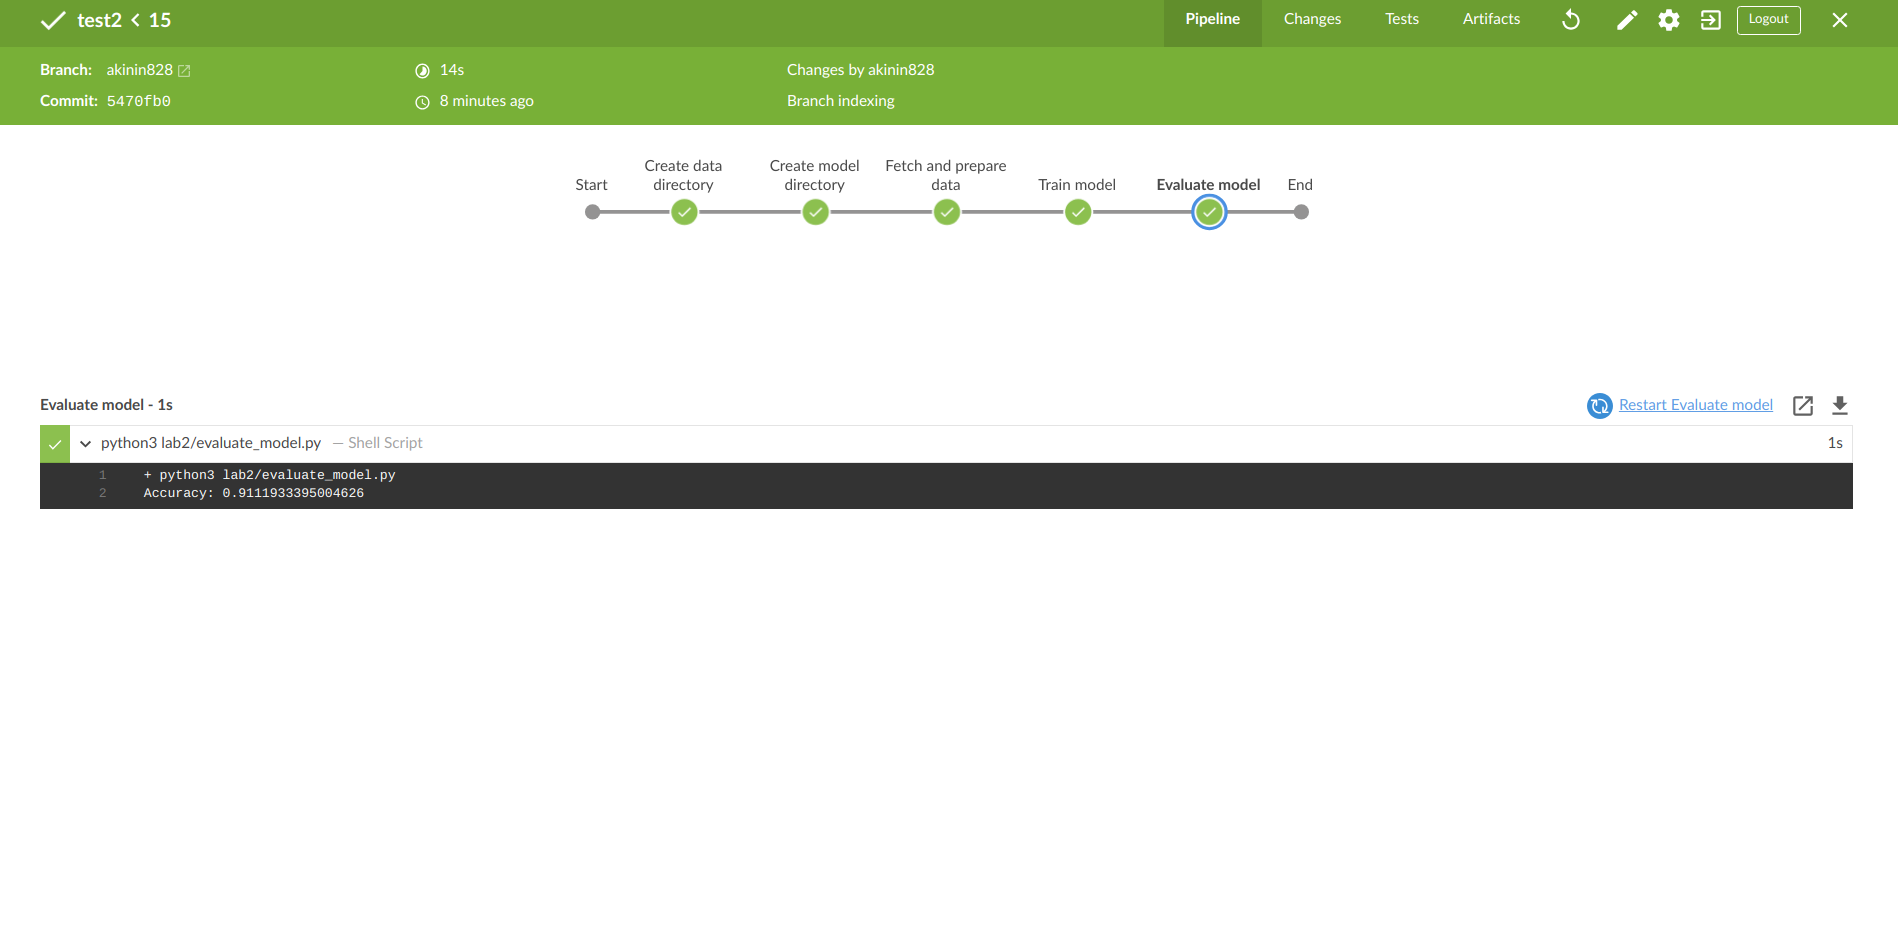 test2 < 15
Pipeline
Changes
Tests
Artifacts
Logout
Branch: akinin828
14s
Changes by akinin828
Commit: 5470fb0
8 minutes ago
Branch indexing
Start
Create data
directory
Create model
directory
Fetch and prepare
data
Train model
Evaluate model
End
Evaluate model - 1s
Restart Evaluate model
python3 lab2/evaluate_model.py — Shell Script
1s
1 + python3 lab2/evaluate_model.py
2 Accuracy: 0.9111933395004626